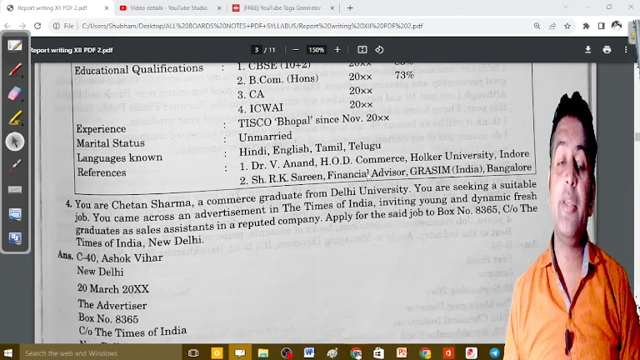 Report writing XII PDF 2.pdf
Video details - YouTube Studio
[FREE] YouTube Tags Generator
File | C:/Users/Shubham/Desktop/ALL%20BOARDS%20NOTES+PDF+SYLLABUS/Report%20writing%20XII%20PDF%202.pdf
Report writing XII PDF 2.pdf
3 / 11
150%
Educational Qualifications : 1. CBSE (10+2) 20××
2. B.Com. (Hons) 20×× 73%
3. CA 20××
4. ICWAI 20××
Experience : TISCO 'Bhopal' since Nov. 20××
Marital Status : Unmarried
Languages known : Hindi, English, Tamil, Telugu
References : 1. Dr. V. Anand, H.O.D. Commerce, Holker University, Indore
2. Sh. R.K. Sareen, Financial Advisor, GRASIM (India), Bangalore
4. You are Chetan Sharma, a commerce graduate from Delhi University. You are seeking a suitable
job. You came across an advertisement in The Times of India, inviting young and dynamic fresh
graduates as sales assistants in a reputed company. Apply for the said job to Box No. 8365, C/o The
Times of India, New Delhi.
Ans. C-40, Ashok Vihar
New Delhi
20 March 20XX
The Advertiser
Box No. 8365
C/o The Times of India
Search the web and Windows